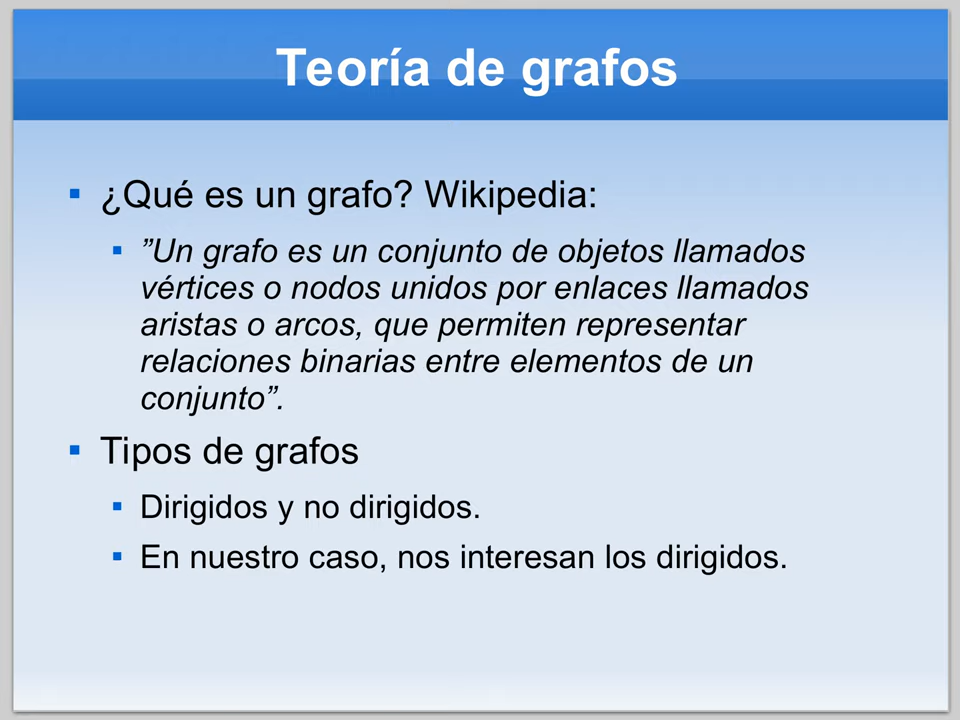 Teoría de grafos
¿Qué es un grafo? Wikipedia:
”Un grafo es un conjunto de objetos llamados
vértices o nodos unidos por enlaces llamados
aristas o arcos, que permiten representar
relaciones binarias entre elementos de un
conjunto”.
Tipos de grafos
Dirigidos y no dirigidos.
En nuestro caso, nos interesan los dirigidos.